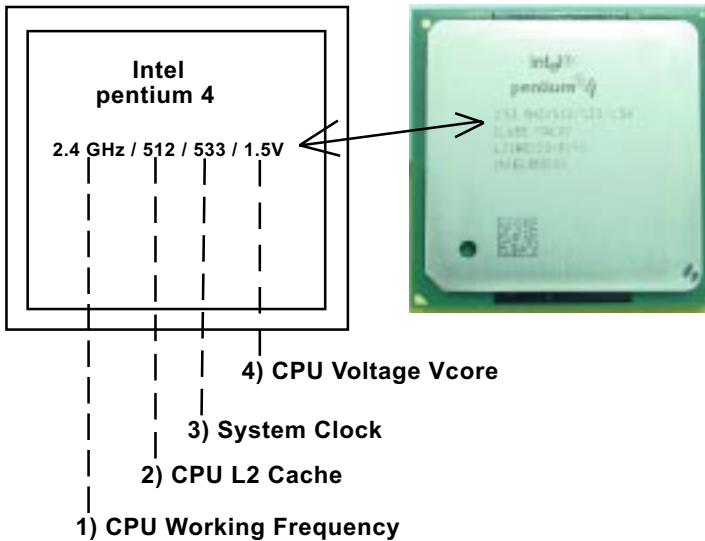 Intel
pentium 4
2.4 GHz / 512 / 533 / 1.5V
4) CPU Voltage Vcore
3) System Clock
2) CPU L2 Cache
1) CPU Working Frequency
intel
pentium 4